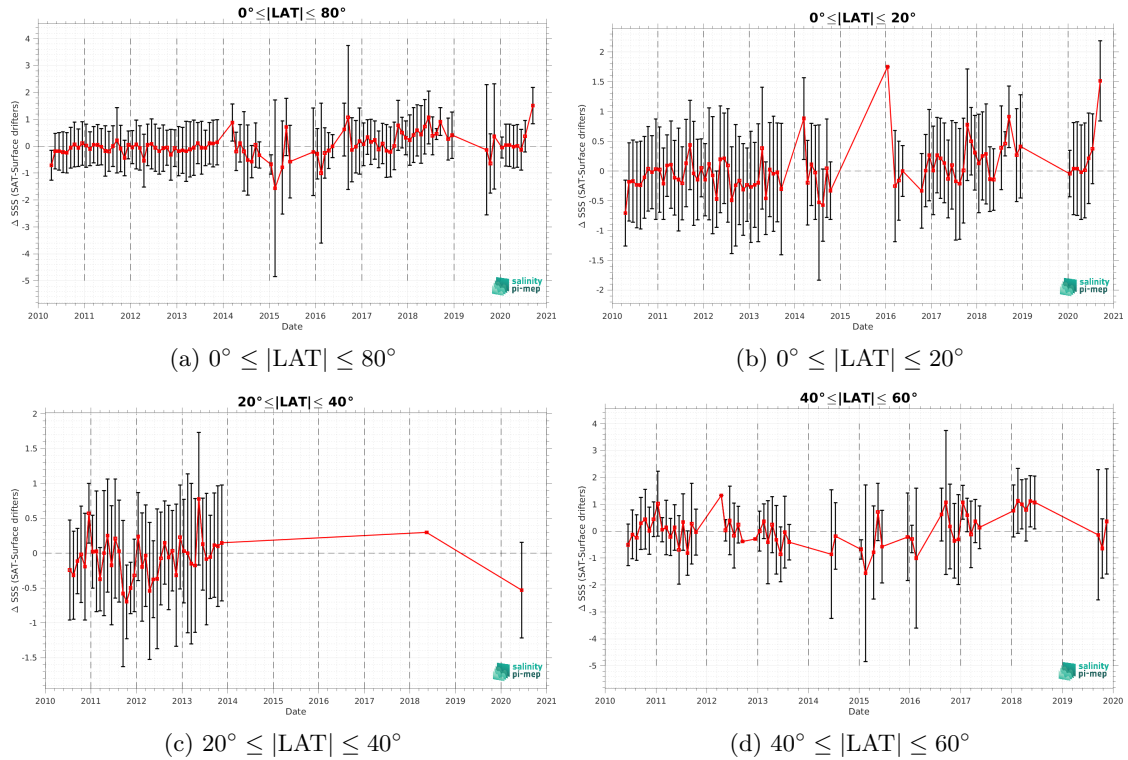 0°≤|LAT|≤ 80°
Δ SSS (SAT-Surface drifters)
4
3
2
1
0
-1
-2
-3
-4
-5
2010 2011 2012 2013 2014 2015 2016 2017 2018 2019 2020 2021
Date
salinity
pi-mep
(a) 0° ≤ |LAT| ≤ 80°
0°≤|LAT|≤ 20°
Δ SSS (SAT-Surface drifters)
2
1.5
1
0.5
0
-0.5
-1
-1.5
-2
2010 2011 2012 2013 2014 2015 2016 2017 2018 2019 2020 2021
Date
salinity
pi-mep
(b) 0° ≤ |LAT| ≤ 20°
20°≤|LAT|≤ 40°
Δ SSS (SAT-Surface drifters)
2
1.5
1
0.5
0
-0.5
-1
-1.5
2010 2011 2012 2013 2014 2015 2016 2017 2018 2019 2020 2021
Date
salinity
pi-mep
(c) 20° ≤ |LAT| ≤ 40°
40°≤|LAT|≤ 60°
Δ SSS (SAT-Surface drifters)
4
3
2
1
0
-1
-2
-3
-4
-5
2010 2011 2012 2013 2014 2015 2016 2017 2018 2019 2020
Date
salinity
pi-mep
(d) 40° ≤ |LAT| ≤ 60°